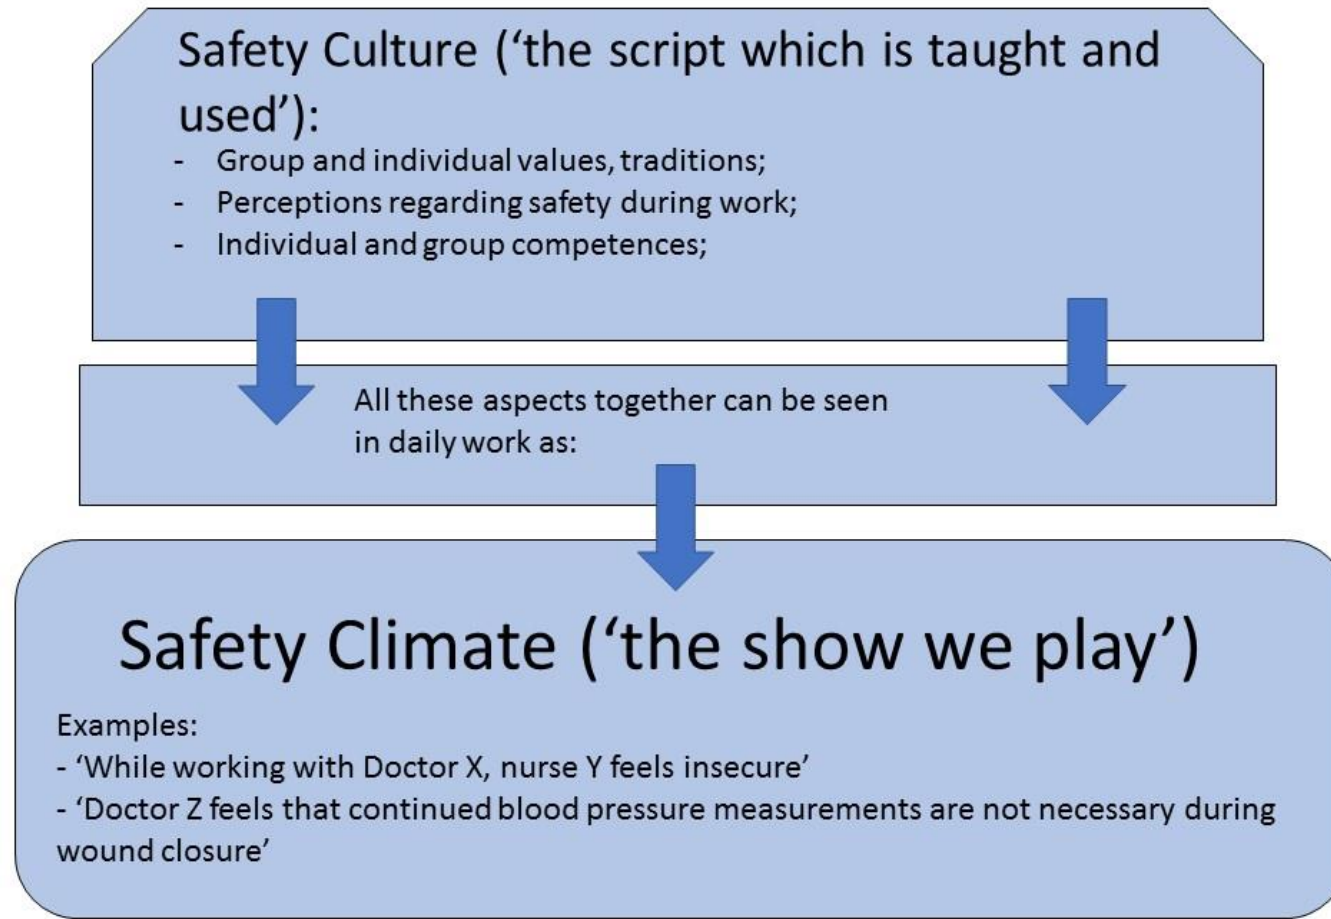 Safety Culture (‘the script which is taught and
used’):
- Group and individual values, traditions;
- Perceptions regarding safety during work;
- Individual and group competences;
All these aspects together can be seen
in daily work as:
Safety Climate (‘the show we play’)
Examples:
- ‘While working with Doctor X, nurse Y feels insecure’
- ‘Doctor Z feels that continued blood pressure measurements are not necessary during
wound closure’